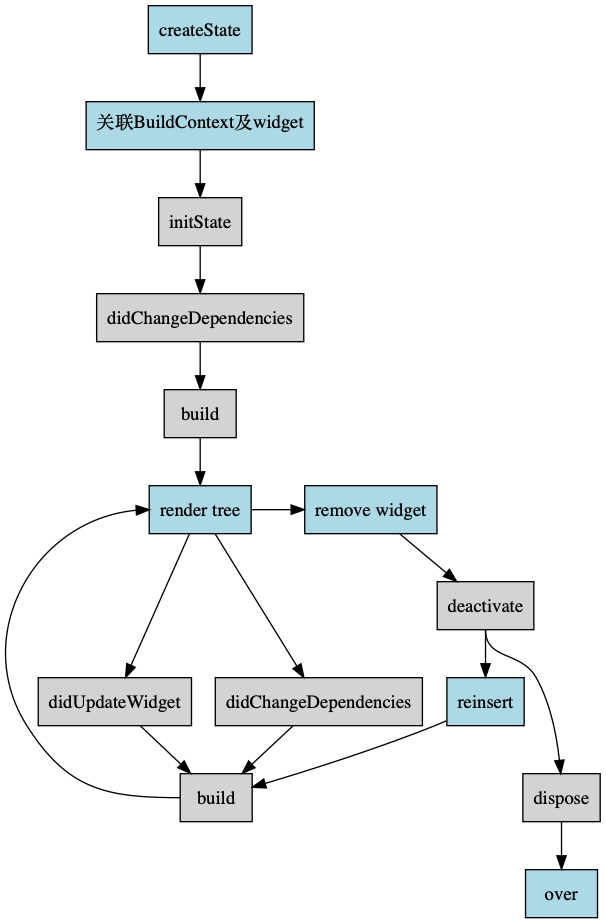 createState
关联BuildContext及widget
initState
didChangeDependencies
build
render tree
remove widget
deactivate
didUpdateWidget
didChangeDependencies
reinsert
build
dispose
over